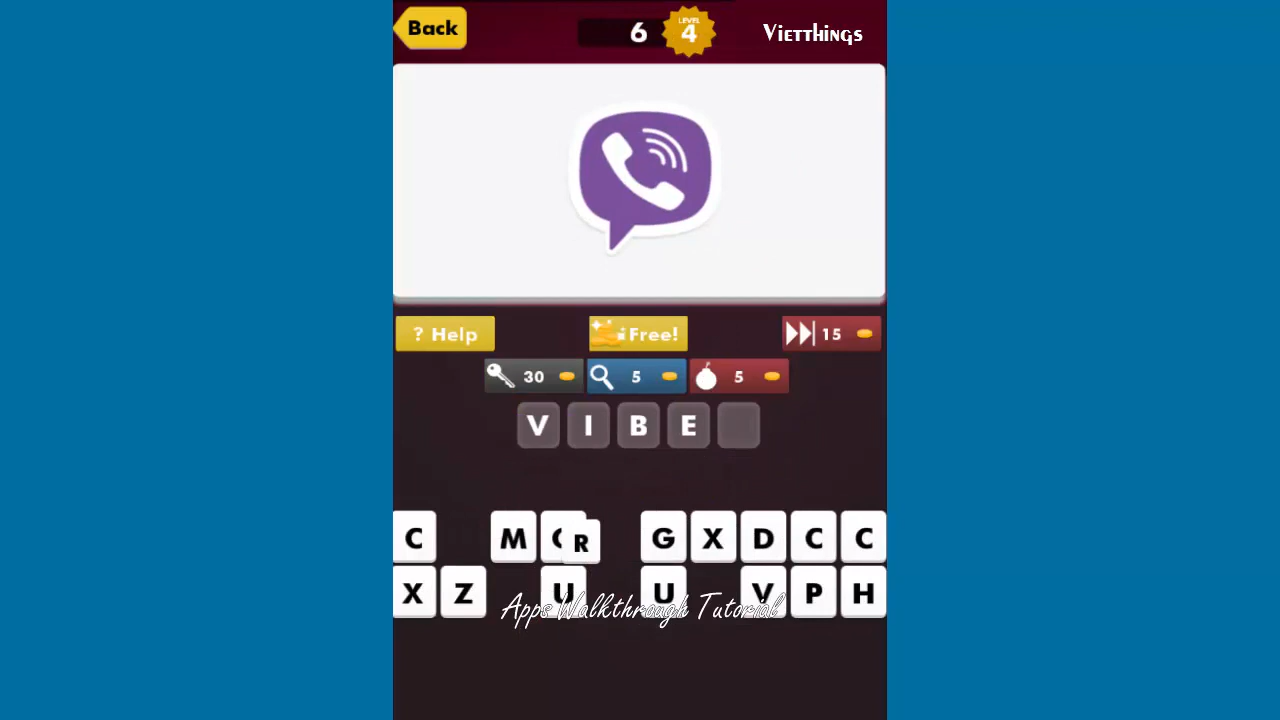 Back
6
LEVEL
4
VIETTHINGS
? Help
Free!
15
30
5
5
V I B E
C M R G X D C C
X Z U U V P H
Apps Walkthrough Tutorial